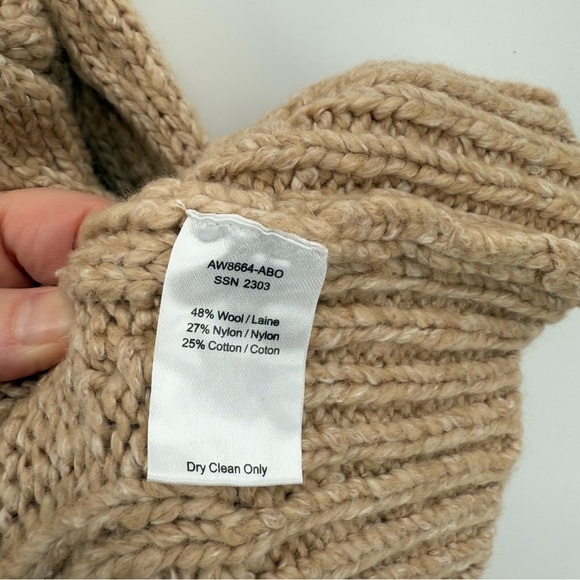 AW8664-ABO
SSN 2303
48% Wool / Laine
27% Nylon / Nylon
25% Cotton / Coton
Dry Clean Only